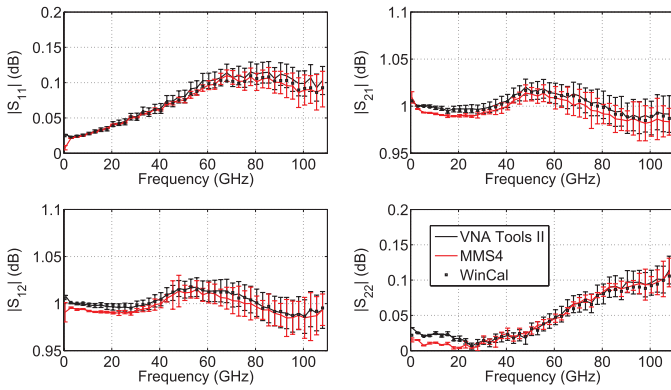 0.2
0.15
0.1
0.05
0
|S11| (dB)
0 20 40 60 80 100
Frequency (GHz)
1.1
1.05
1
0.95
|S21| (dB)
0 20 40 60 80 100
Frequency (GHz)
1.1
1.05
1
0.95
|S12| (dB)
0 20 40 60 80 100
Frequency (GHz)
0.2
0.15
0.1
0.05
0
|S22| (dB)
VNA Tools II
MMS4
WinCal
0 20 40 60 80 100
Frequency (GHz)